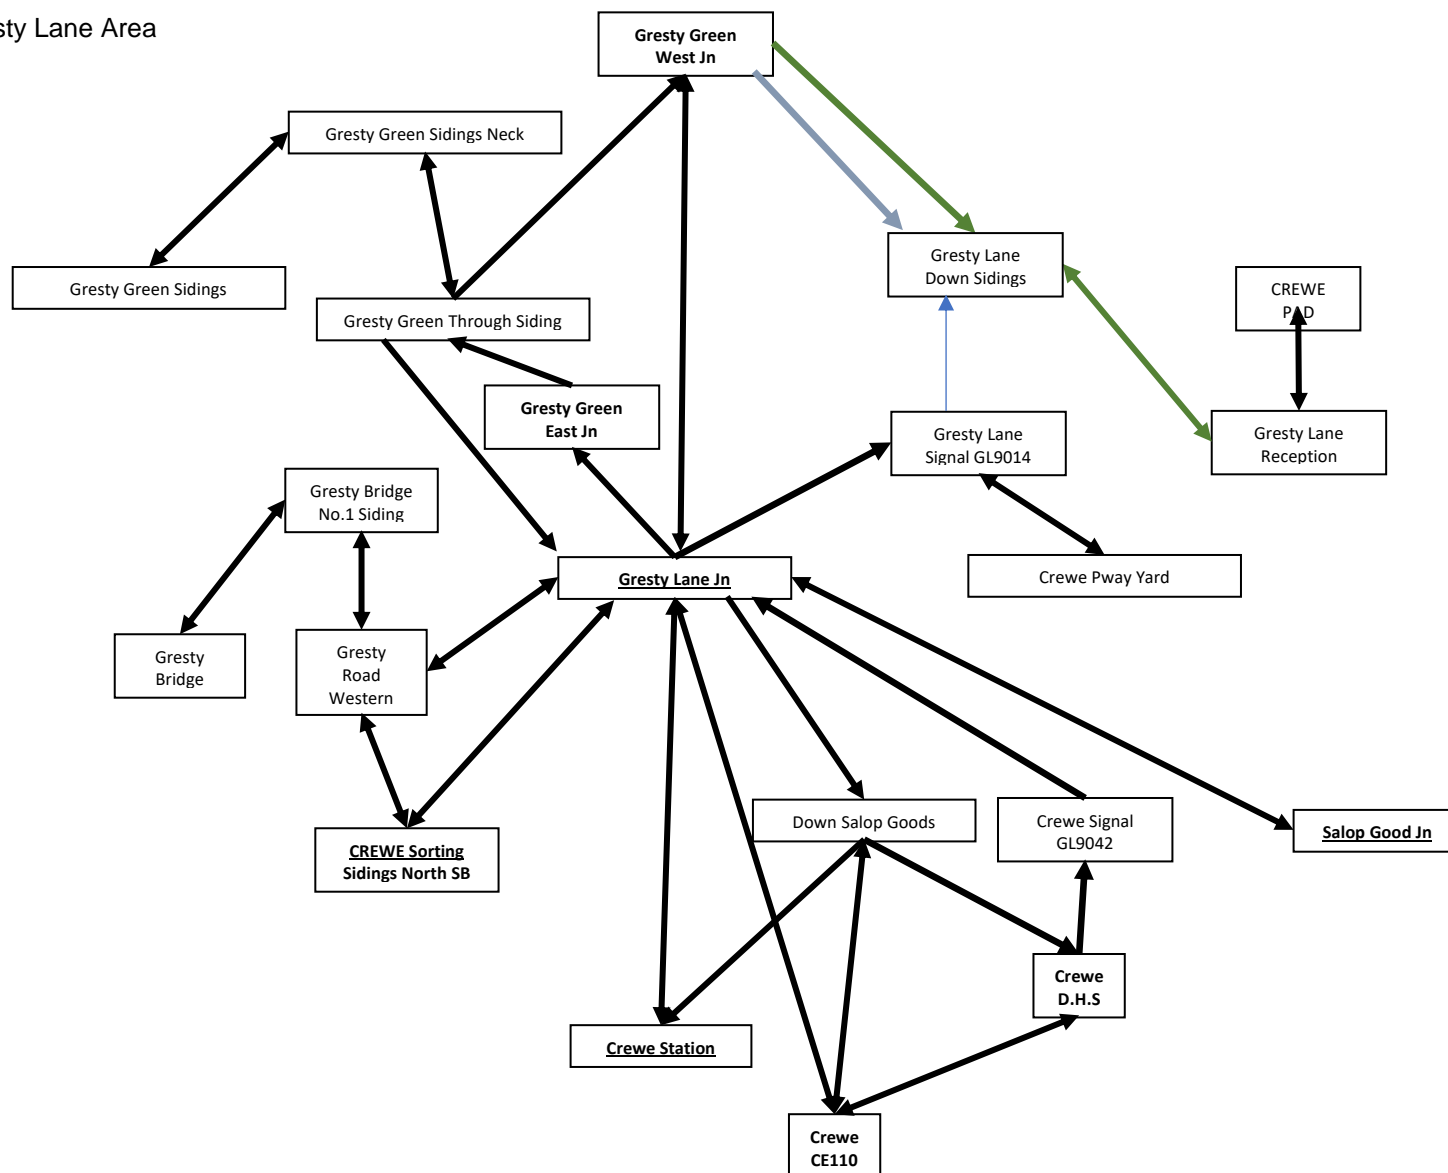 sty Lane Area
Gresty Green
West Jn
Gresty Green Sidings Neck
Gresty Lane
Down Sidings
Gresty Green Sidings
CREWE
PAD
Gresty Green Through Siding
Gresty Green
East Jn
Gresty Lane
Signal GL9014
Gresty Lane
Reception
Gresty Bridge
No.1 Siding
Gresty Lane Jn
Crewe Pway Yard
Gresty
Bridge
Gresty
Road
Western
Down Salop Goods
Crewe Signal
GL9042
Salop Good Jn
CREWE Sorting
Sidings North SB
Crewe
D.H.S
Crewe Station
Crewe
CE110